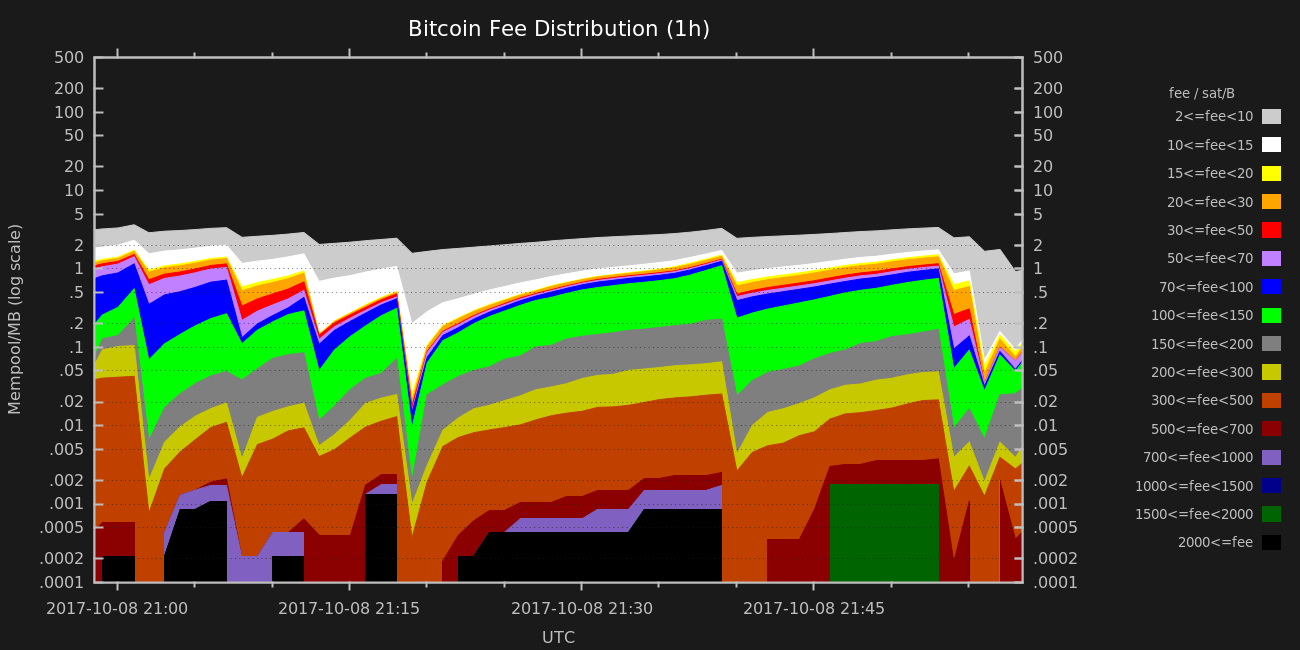 Bitcoin Fee Distribution (1h)
500 500
200 200
100 100
50 50
20 20
10 10
5 5
2 2
1 1
.5 .5
.2 .2
.1 .1
.05 .05
.02 .02
.01 .01
.005 .005
.002 .002
.001 .001
.0005 .0005
.0002 .0002
.0001 .0001
Mempool/MB (log scale)
2017-10-08 21:00 2017-10-08 21:15 2017-10-08 21:30 2017-10-08 21:45
UTC
fee / sat/B
2<=fee<10
10<=fee<15
15<=fee<20
20<=fee<30
30<=fee<50
50<=fee<70
70<=fee<100
100<=fee<150
150<=fee<200
200<=fee<300
300<=fee<500
500<=fee<700
700<=fee<1000
1000<=fee<1500
1500<=fee<2000
2000<=fee